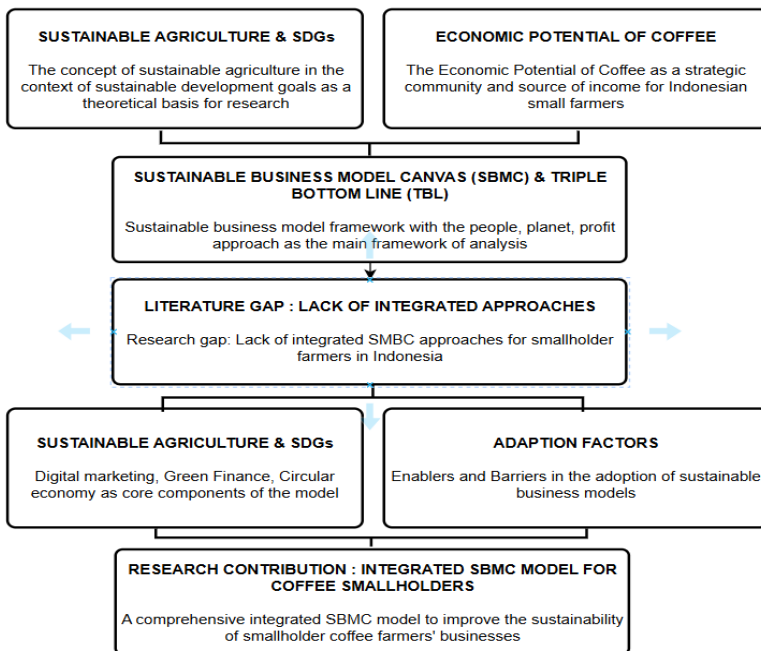 SUSTAINABLE AGRICULTURE & SDGs
The concept of sustainable agriculture in the
context of sustainable development goals as a
theoretical basis for research
ECONOMIC POTENTIAL OF COFFEE
The Economic Potential of Coffee as a strategic
community and source of income for Indonesian
small farmers
SUSTAINABLE BUSINESS MODEL CANVAS (SBMC) & TRIPLE
BOTTOM LINE (TBL)
Sustainable business model framework with the people, planet, profit
approach as the main framework of analysis
LITERATURE GAP : LACK OF INTEGRATED APPROACHES
Research gap: Lack of integrated SMBC approaches for smallholder
farmers in Indonesia
SUSTAINABLE AGRICULTURE & SDGs
Digital marketing, Green Finance, Circular
economy as core components of the model
ADAPTION FACTORS
Enablers and Barriers in the adoption of sustainable
business models
RESEARCH CONTRIBUTION : INTEGRATED SBMC MODEL FOR
COFFEE SMALLHOLDERS
A comprehensive integrated SBMC model to improve the sustainability
of smallholder coffee farmers' businesses